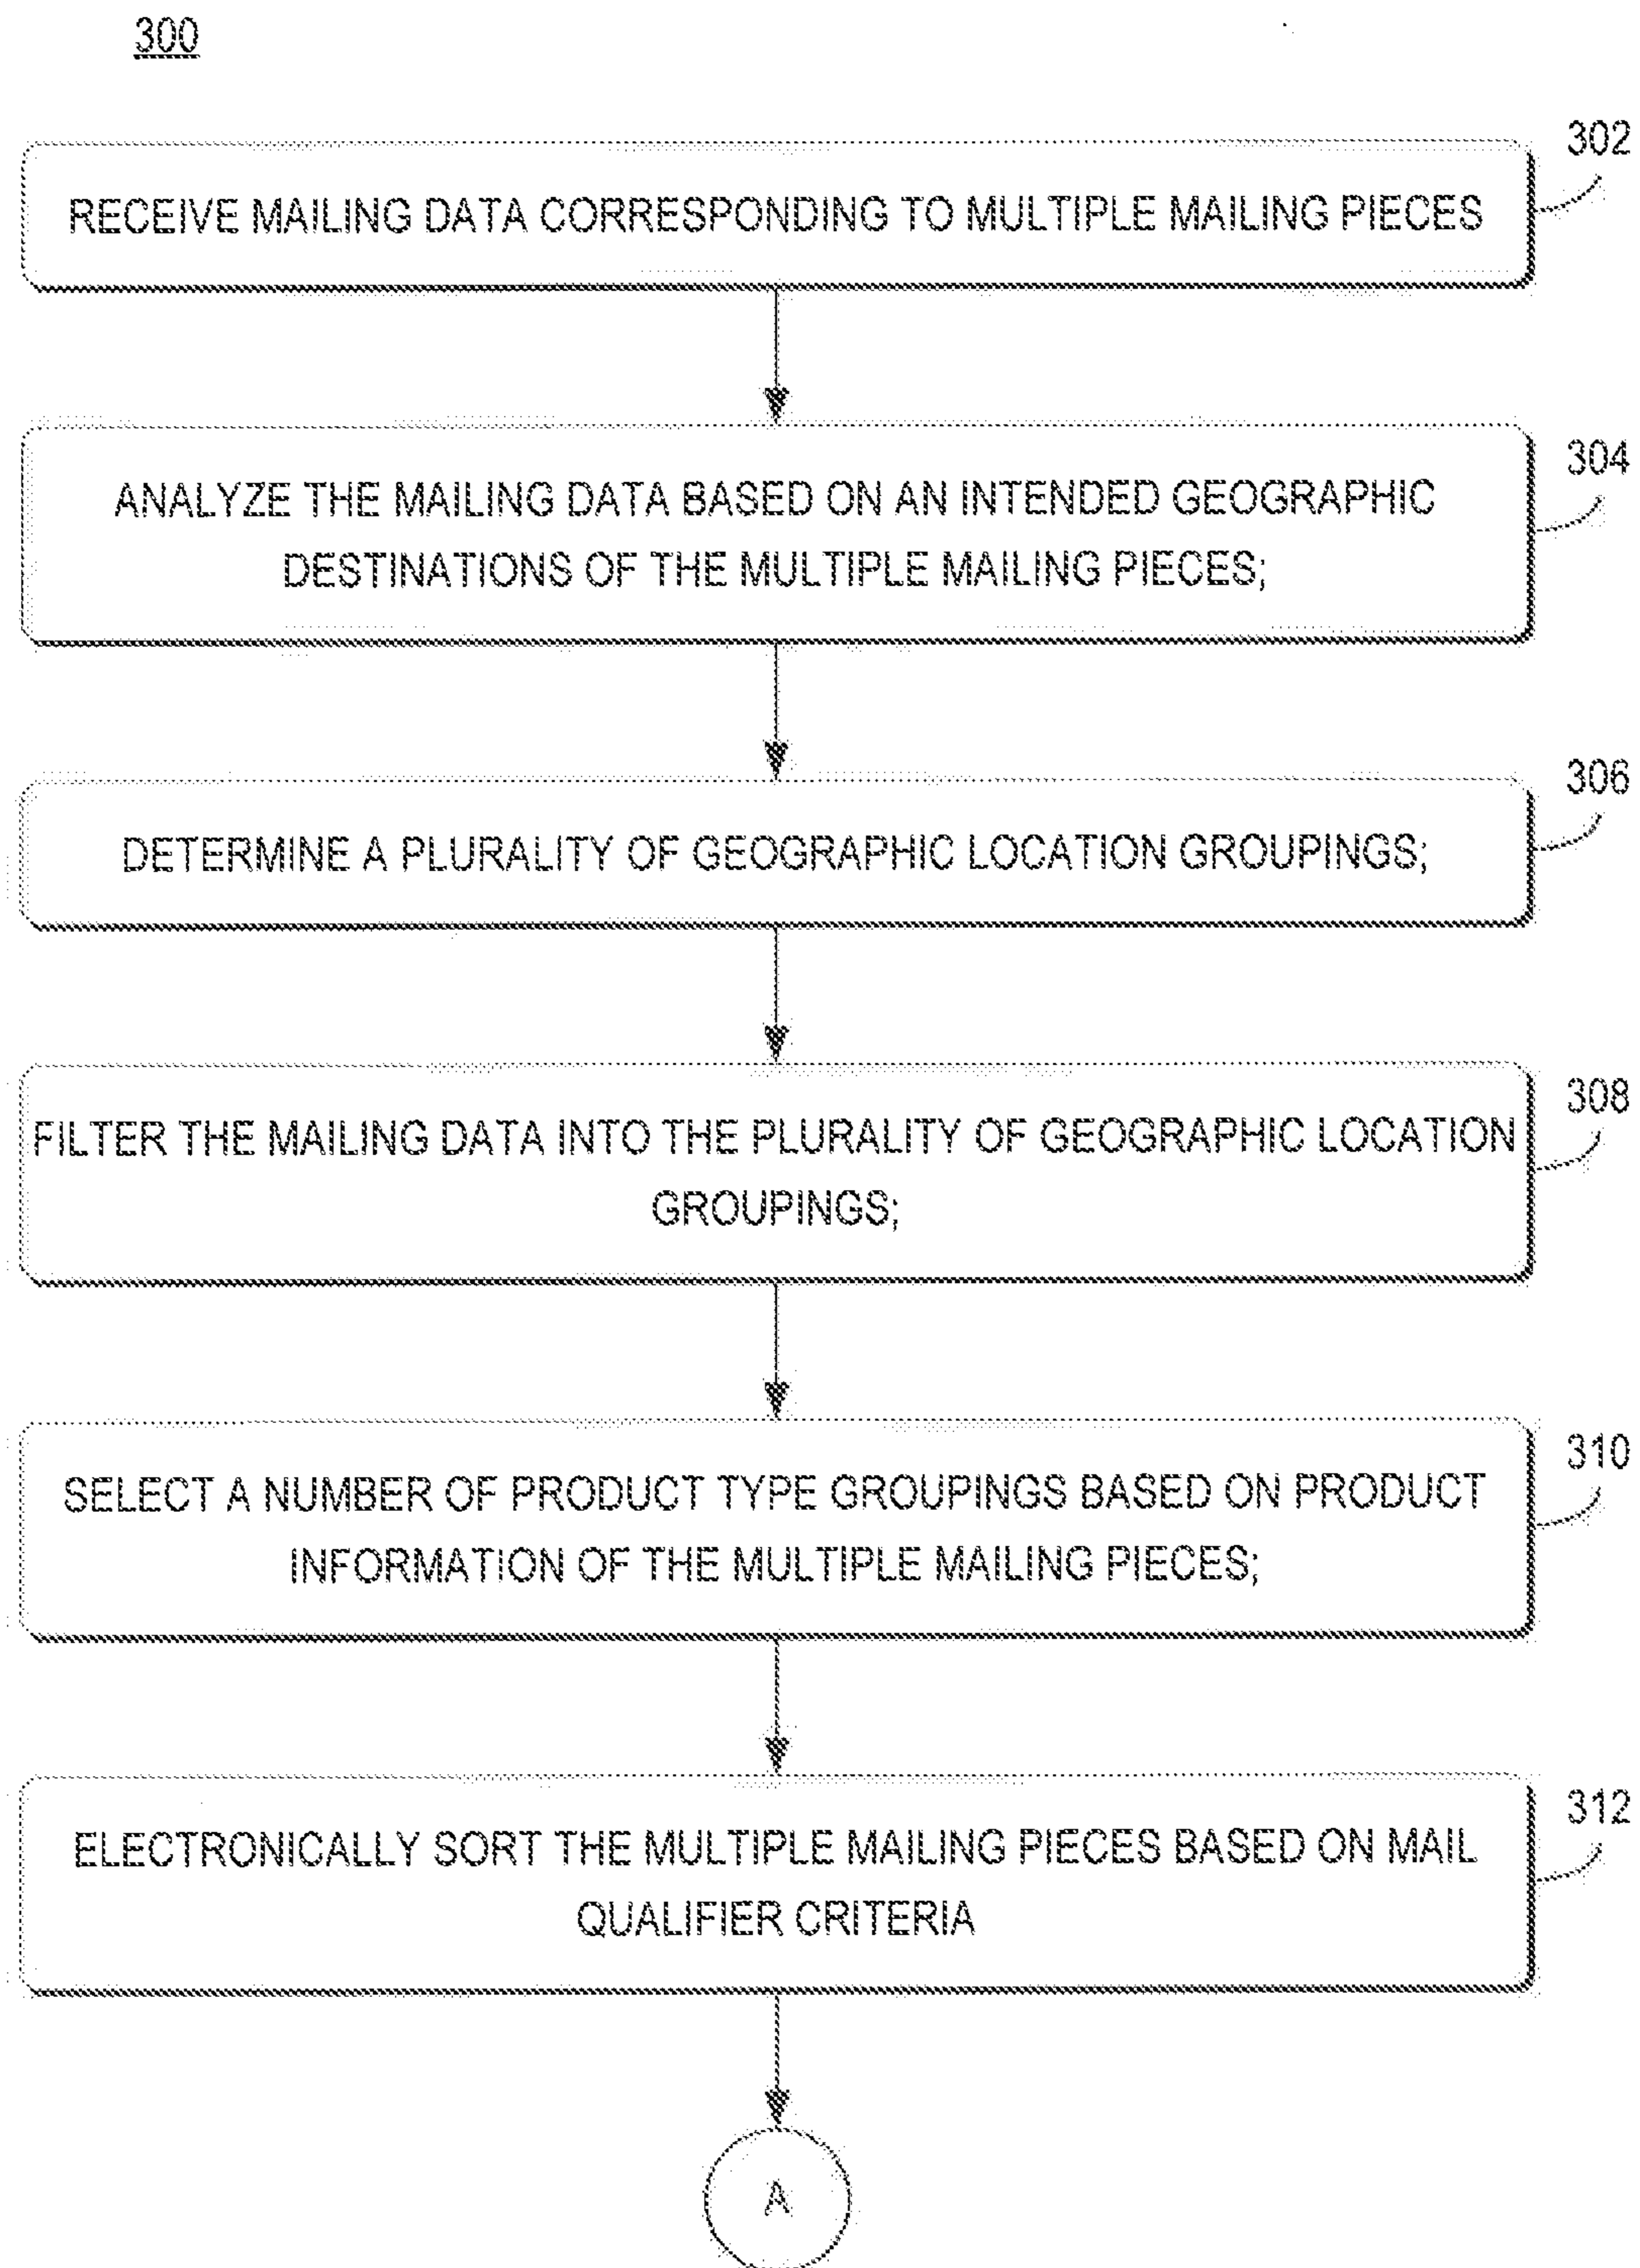 300
302
RECEIVE MAILING DATA CORRESPONDING TO MULTIPLE MAILING PIECES
304
ANALYZE THE MAILING DATA BASED ON AN INTENDED GEOGRAPHIC
DESTINATIONS OF THE MULTIPLE MAILING PIECES;
306
DETERMINE A PLURALITY OF GEOGRAPHIC LOCATION GROUPINGS;
308
FILTER THE MAILING DATA INTO THE PLURALITY OF GEOGRAPHIC LOCATION
GROUPINGS;
310
SELECT A NUMBER OF PRODUCT TYPE GROUPINGS BASED ON PRODUCT
INFORMATION OF THE MULTIPLE MAILING PIECES;
312
ELECTRONICALLY SORT THE MULTIPLE MAILING PIECES BASED ON MAIL
QUALIFIER CRITERIA
A